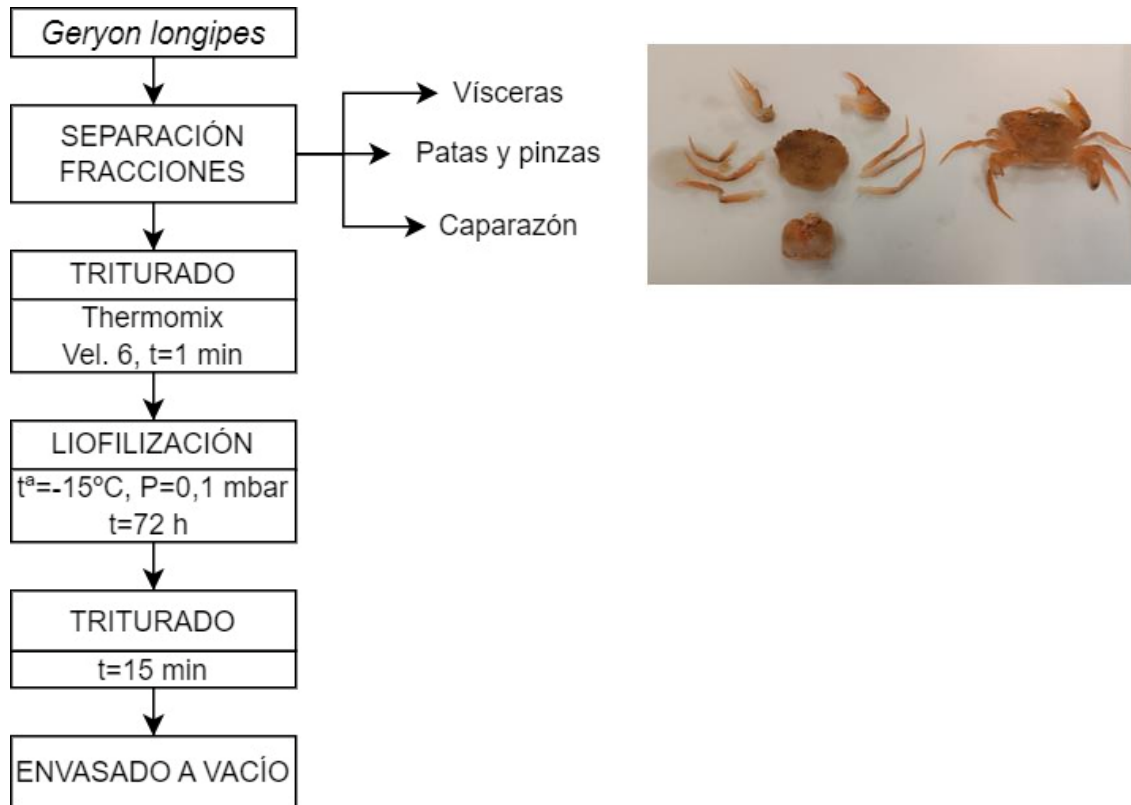 Geryon longipes
SEPARACIÓN
FRACCIONES
Vísceras
Patas y pinzas
Caparazón
TRITURADO
Thermomix
Vel. 6, t=1 min
LIOFILIZACIÓN
tª=-15ºC, P=0,1 mbar
t=72 h
TRITURADO
t=15 min
ENVASADO A VACÍO